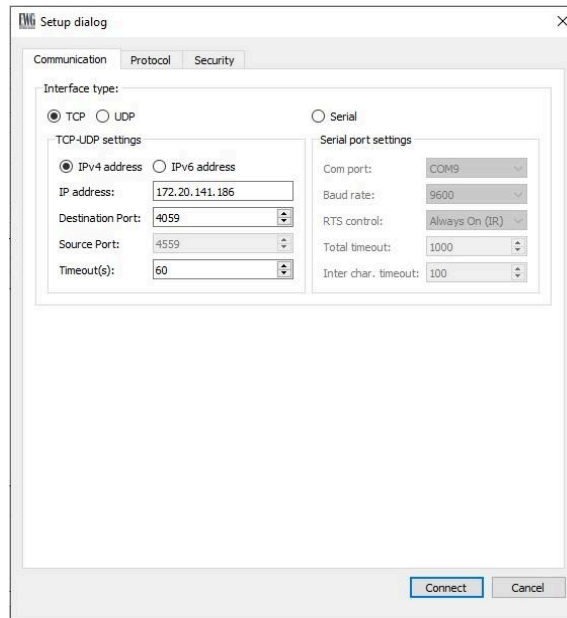 EWG Setup dialog
Communication Protocol Security
Interface type:
TCP UDP
TCP-UDP settings
IPv4 address IPv6 address
IP address: 172.20.141.186
Destination Port: 4059
Source Port: 4559
Timeout(s): 60
Serial
Serial port settings
Com port: COM9
Baud rate: 9600
RTS control: Always On (IR)
Total timeout: 1000
Inter char. timeout: 100
Connect Cancel